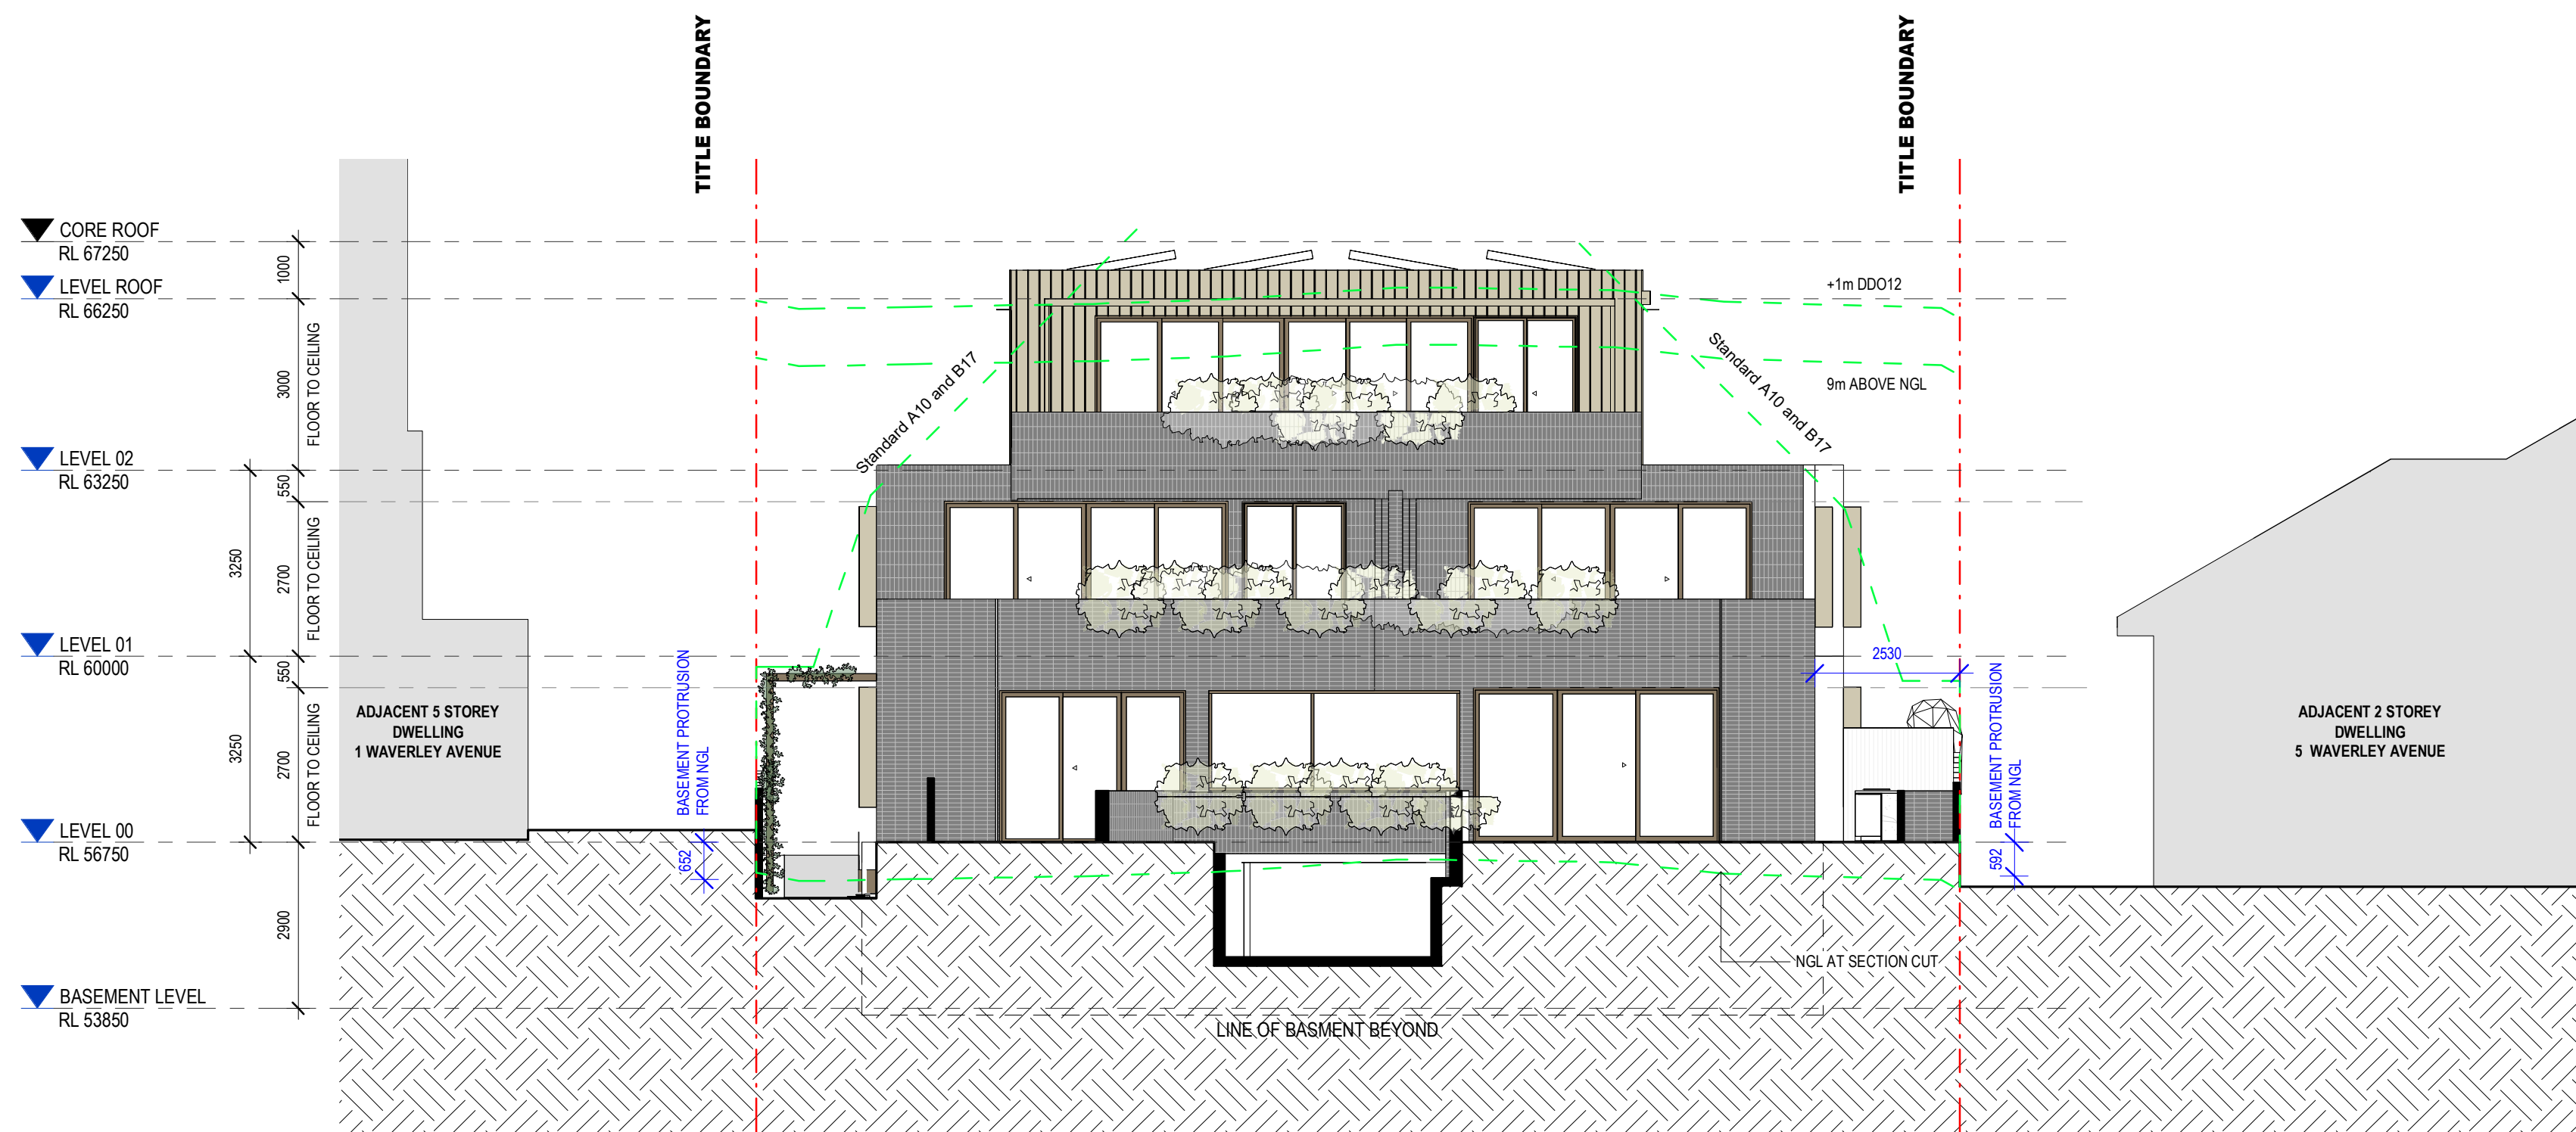 TITLE BOUNDARY
TITLE BOUNDARY
CORE ROOF
RL 67250
1000
LEVEL ROOF
RL 66250
+1m DDO12
3000
FLOOR TO CEILING
Standard A10 and B17
Standard A10 and B17
9m ABOVE NGL
LEVEL 02
RL 63250
550
3250
2700
FLOOR TO CEILING
LEVEL 01
RL 60000
550
2530
3250
2700
FLOOR TO CEILING
ADJACENT 5 STOREY
DWELLING
1 WAVERLEY AVENUE
BASEMENT PROTRUSION
FROM NGL
BASEMENT PROTRUSION
FROM NGL
ADJACENT 2 STOREY
DWELLING
5 WAVERLEY AVENUE
LEVEL 00
RL 56750
652
592
2900
NGL AT SECTION CUT
BASEMENT LEVEL
RL 53850
LINE OF BASMENT BEYOND